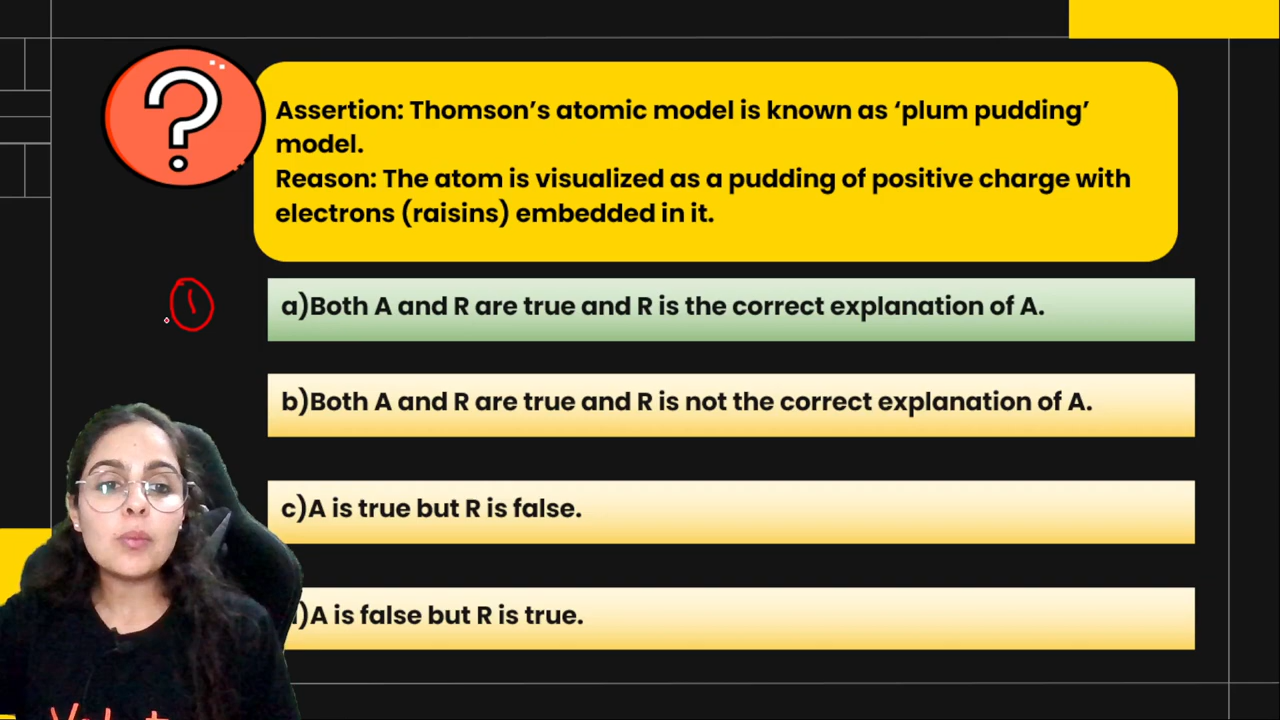 Assertion: Thomson’s atomic model is known as ‘plum pudding’
model.
Reason: The atom is visualized as a pudding of positive charge with
electrons (raisins) embedded in it.
a)Both A and R are true and R is the correct explanation of A.
b)Both A and R are true and R is not the correct explanation of A.
c)A is true but R is false.
)A is false but R is true.